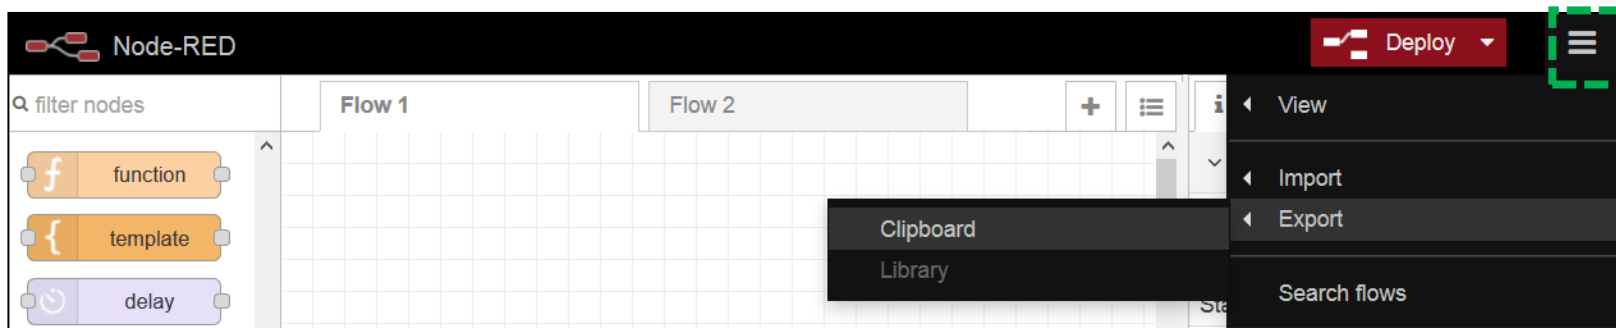 Node-RED
Deploy
filter nodes
Flow 1
Flow 2
i
View
function
Import
Export
template
Clipboard
Library
delay
Search flows